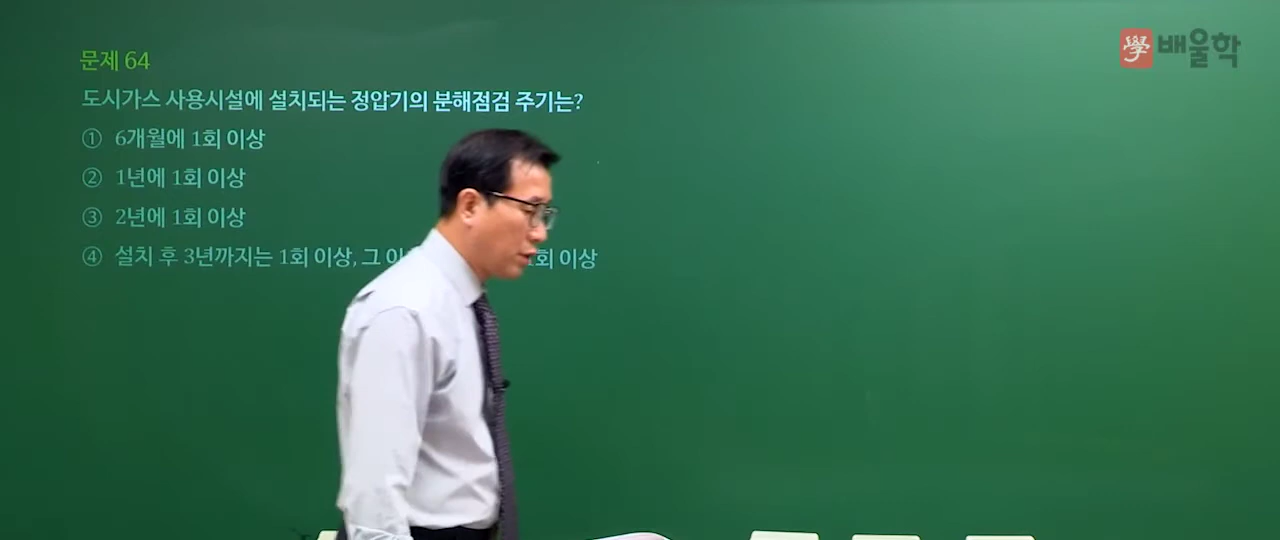 學 배울학
문제 64
도시가스 사용시설에 설치되는 정압기의 분해점검 주기는?
① 6개월에 1회 이상
② 1년에 1회 이상
③ 2년에 1회 이상
④ 설치 후 3년까지는 1회 이상, 그 1회 이상